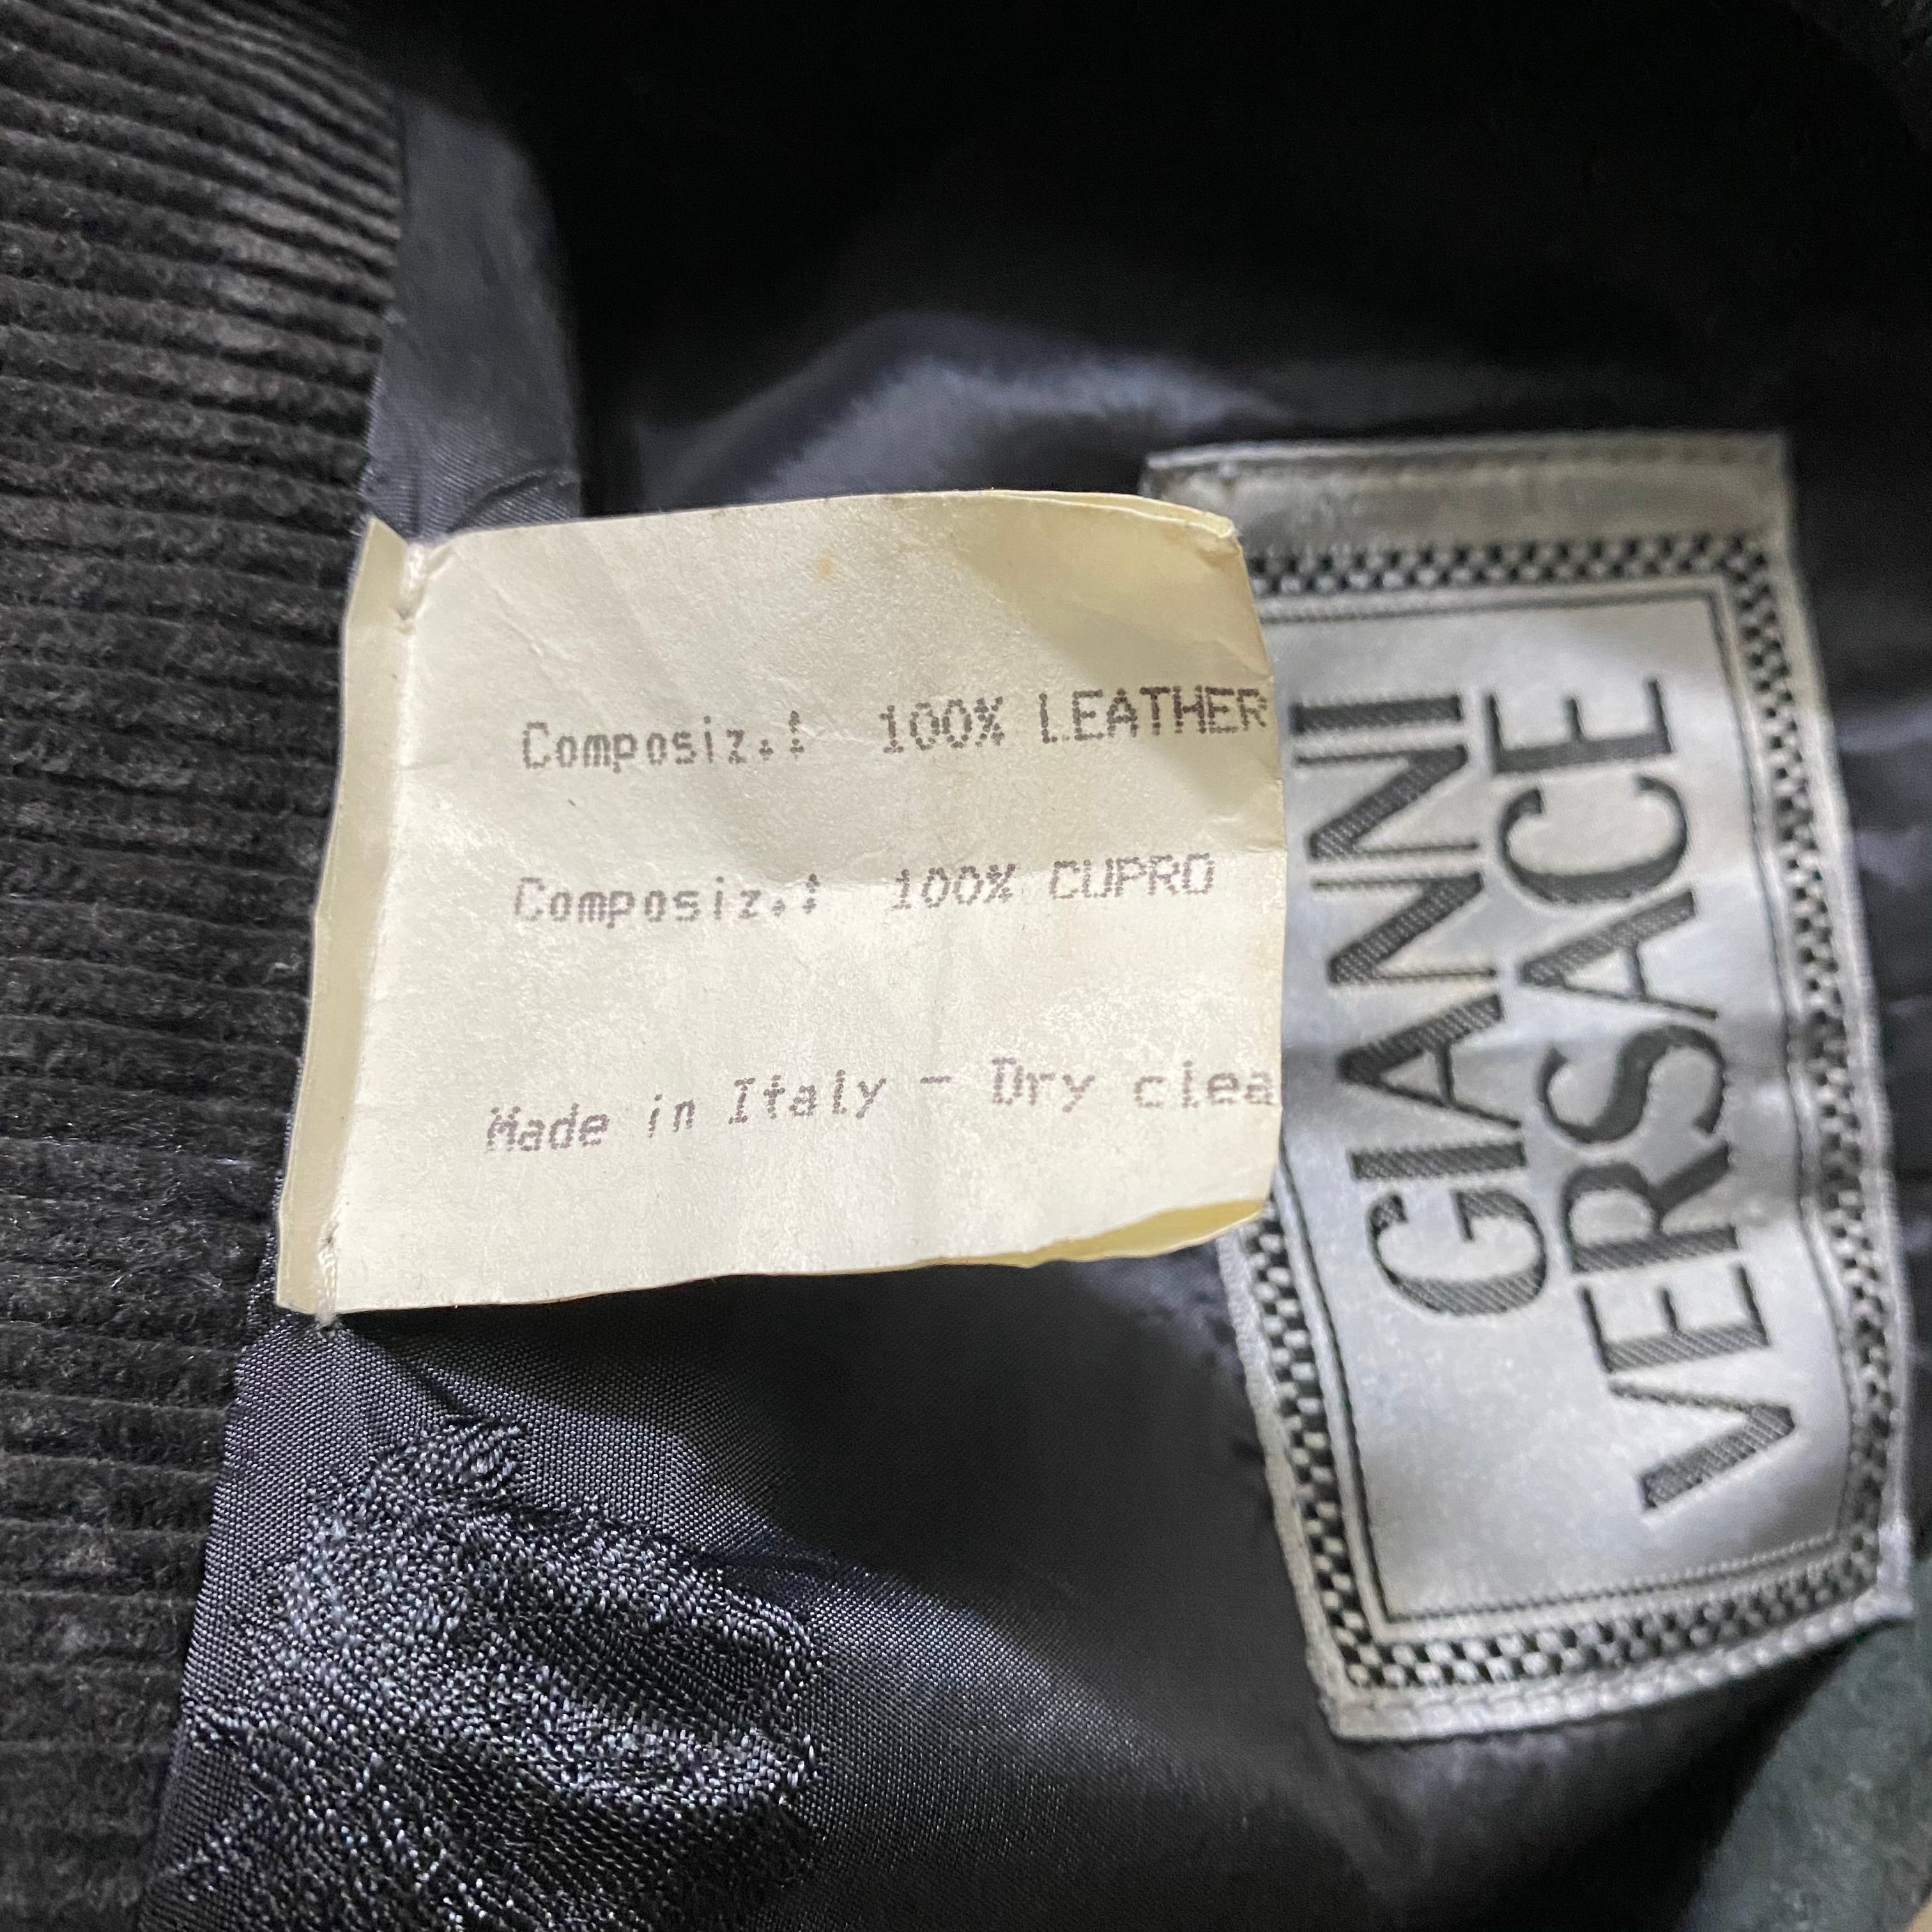 Composiz.: 100% LEATHER
Composiz.: 100% CUPRO
Made in Italy - Dry clea
GIANNI
VERSACE